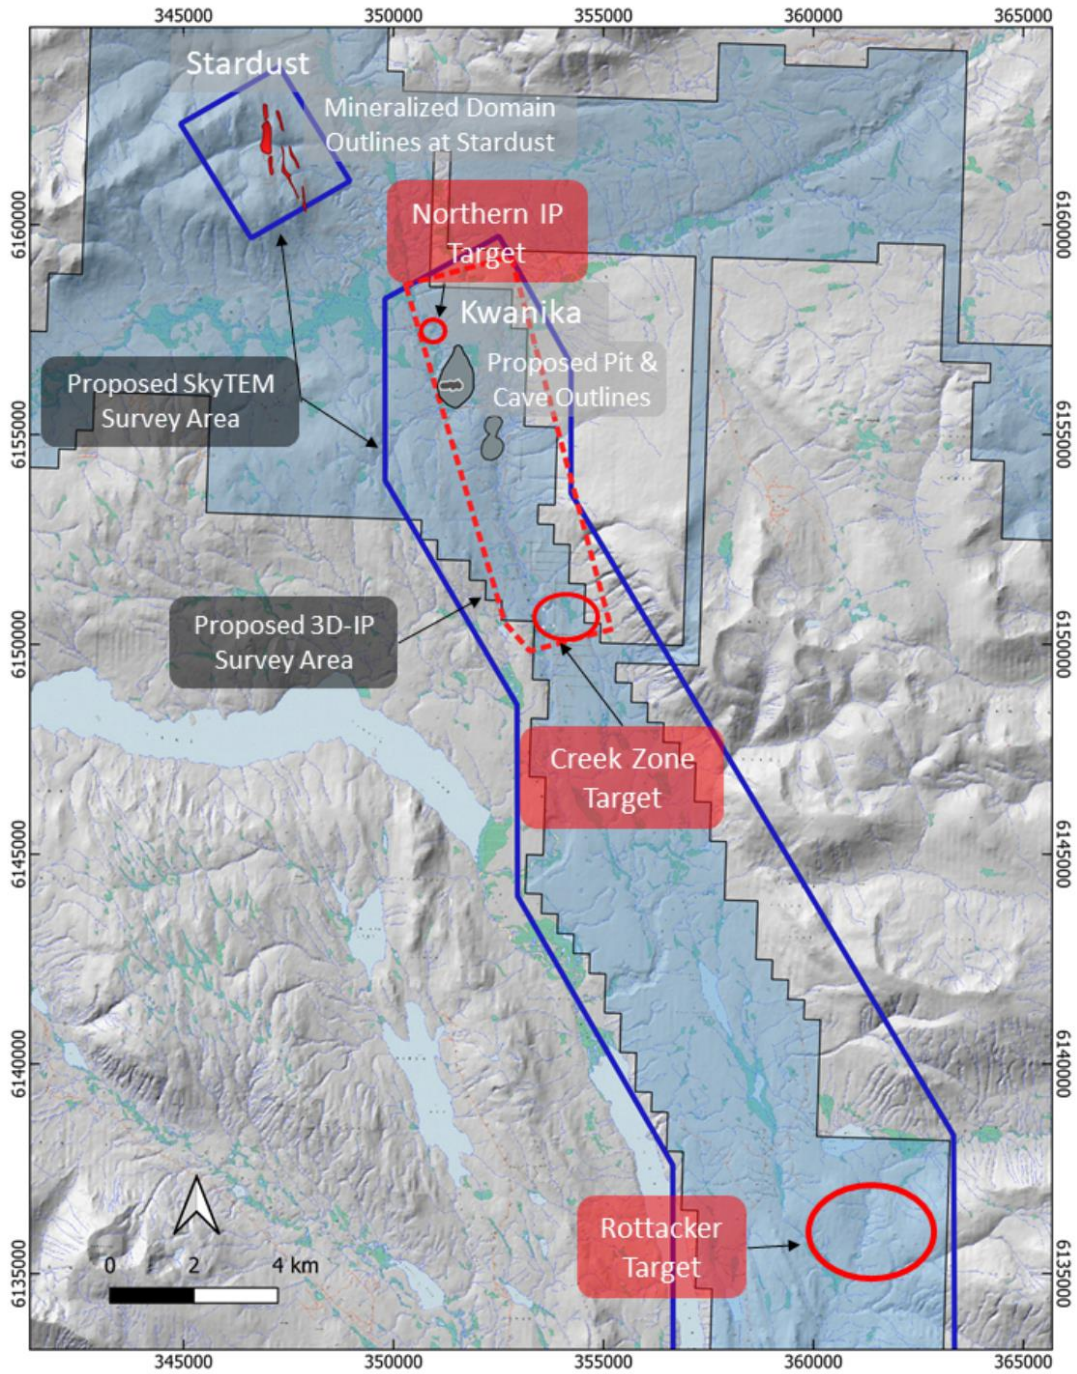 345000
350000
355000
360000
365000
Stardust
Mineralized Domain
Outlines at Stardust
6160000
Northern IP
Target
6160000
Kwanika
Proposed Pit &
Cave Outlines
Proposed SkyTEM
Survey Area
6155000
6155000
Proposed 3D-IP
Survey Area
6150000
6150000
Creek Zone
Target
6145000
6145000
6140000
6140000
Rottacker
Target
0 2 4 km
6135000
6135000
345000
350000
355000
360000
365000